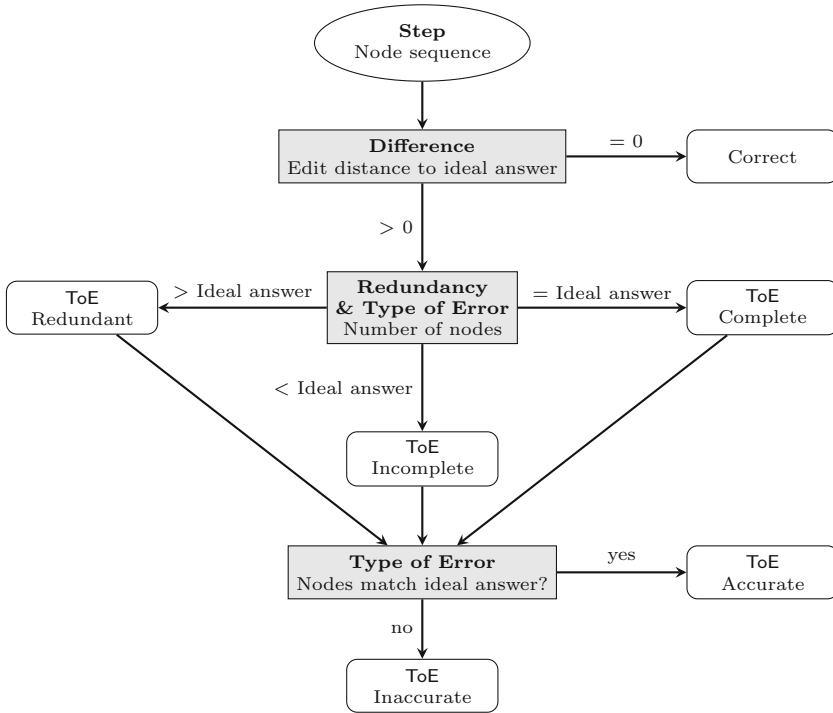 Step
Node sequence
Difference
Edit distance to ideal answer
= 0
Correct
> 0
ToE
Redundant
> Ideal answer
Redundancy
& Type of Error
Number of nodes
= Ideal answer
ToE
Complete
< Ideal answer
ToE
Incomplete
Type of Error
Nodes match ideal answer?
yes
ToE
Accurate
no
ToE
Inaccurate